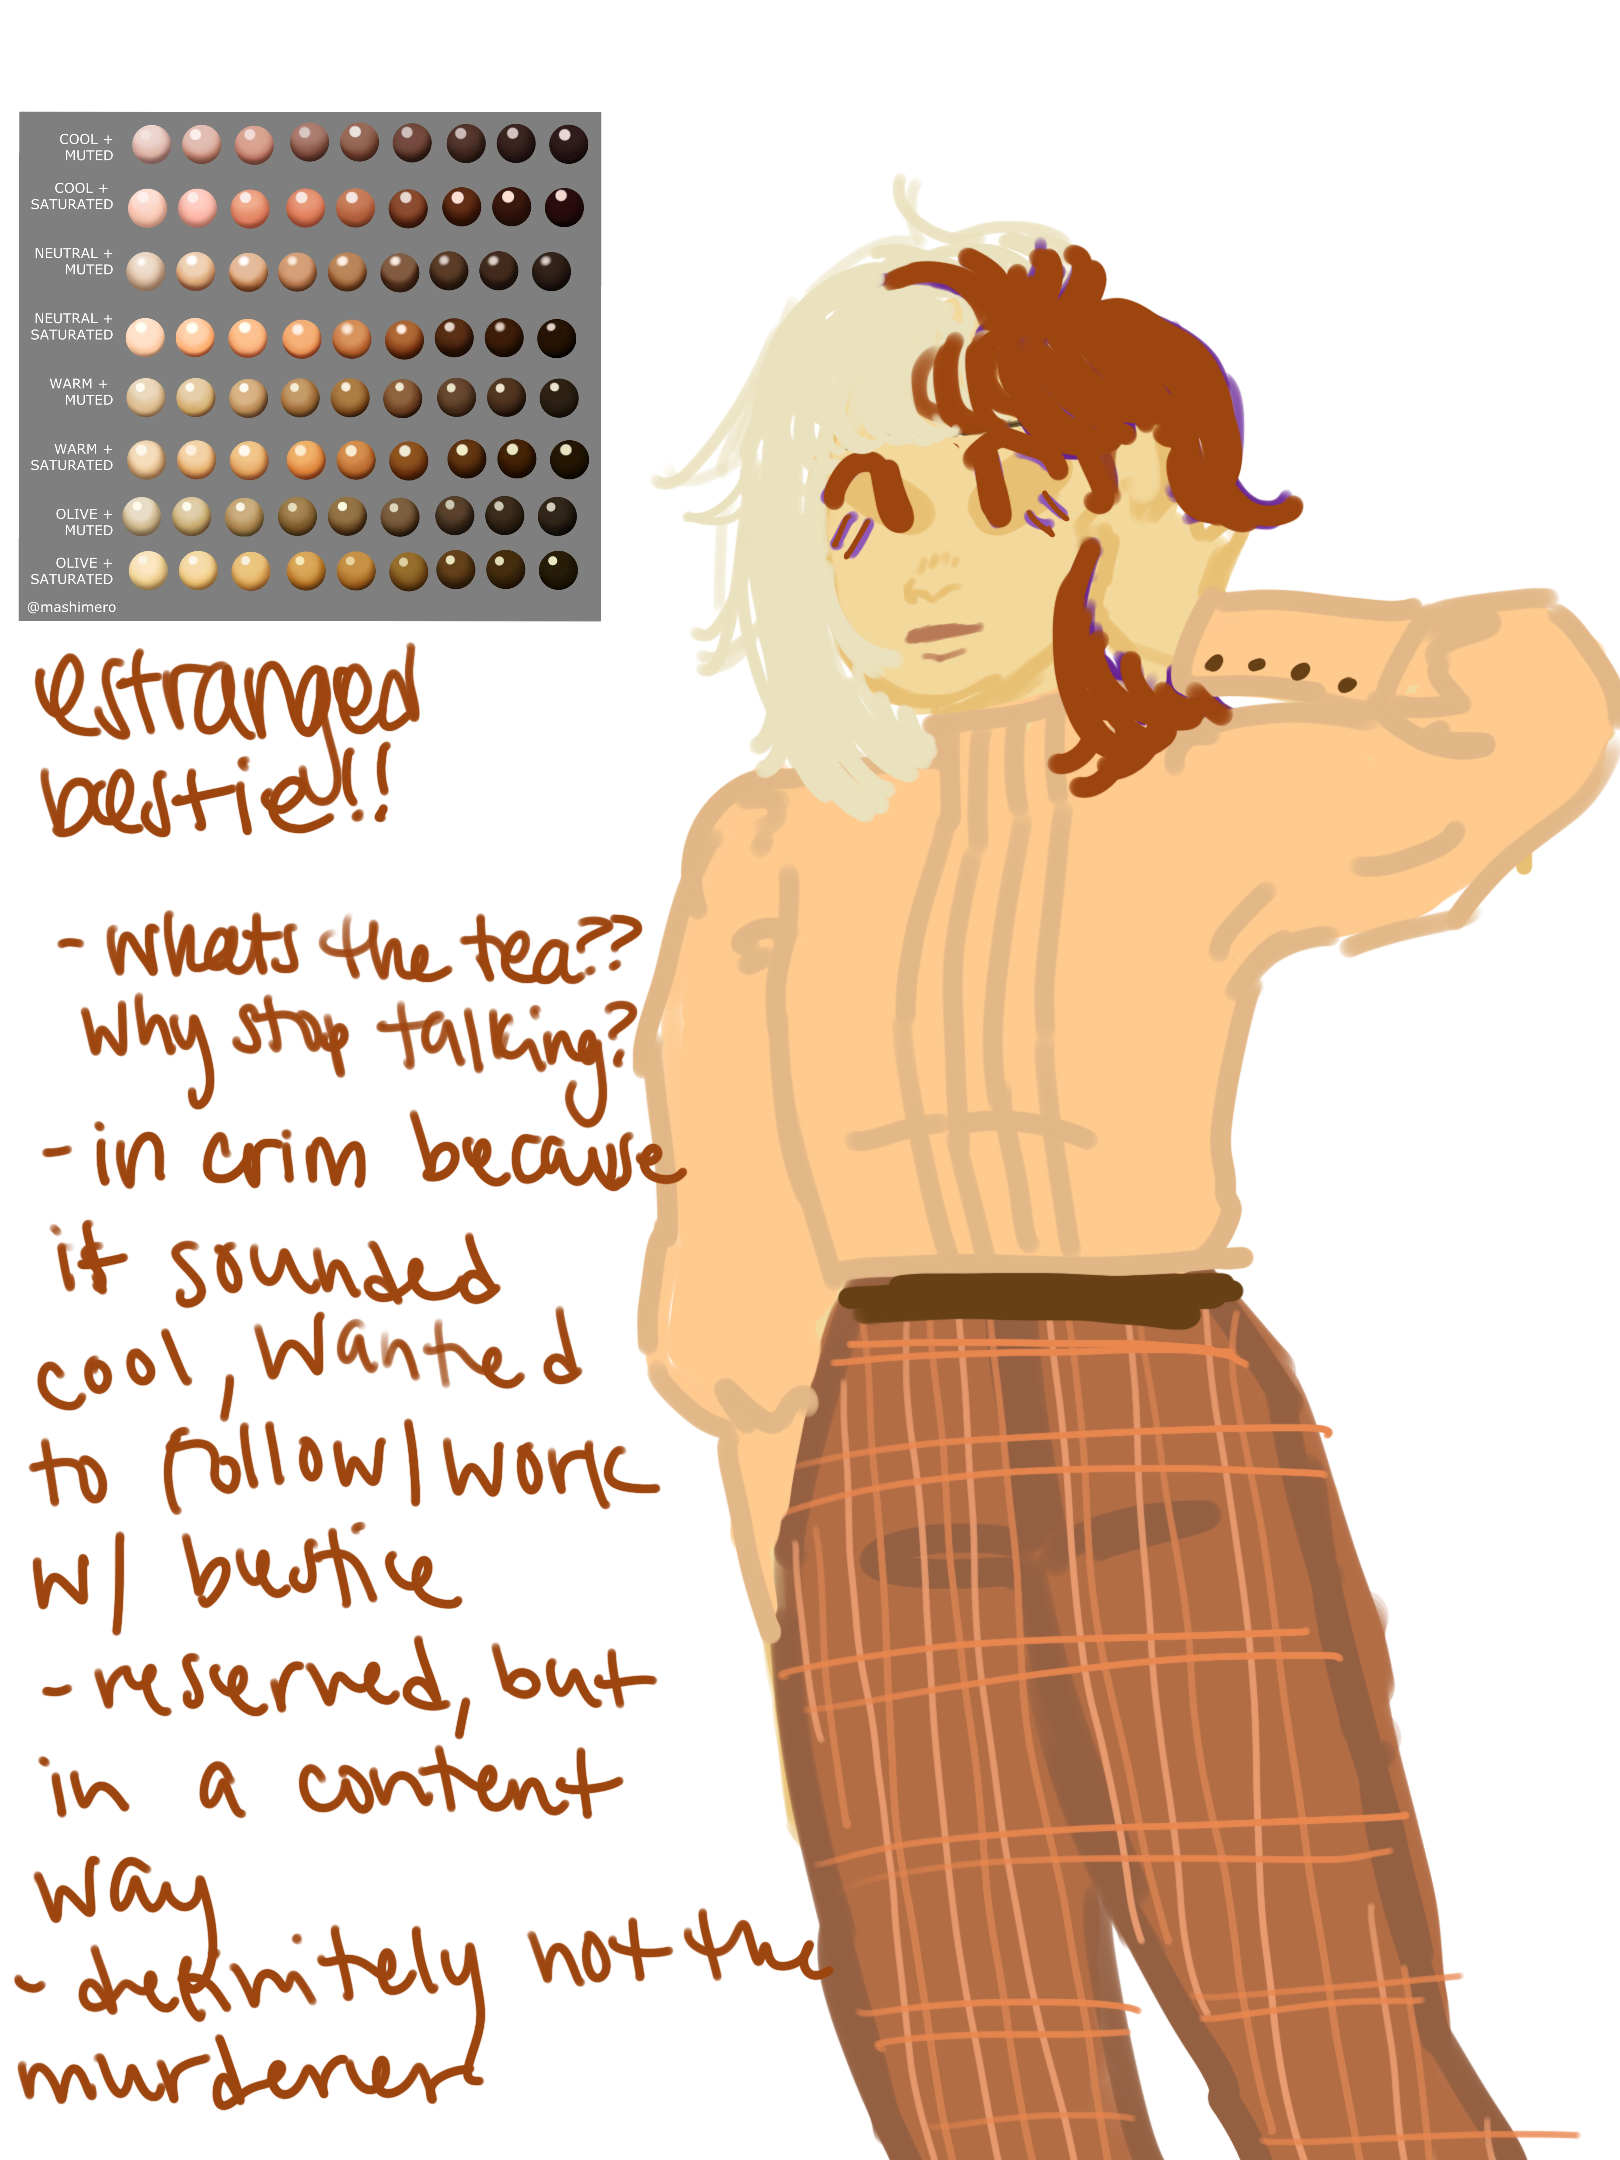 COOL +
MUTED
COOL +
SATURATED
NEUTRAL +
MUTED
NEUTRAL +
SATURATED
WARM +
MUTED
WARM +
SATURATED
OLIVE +
MUTED
OLIVE +
SATURATED
@mashimero
estranged
bestie!!
- whats the tea??
why stop talking?
- in crim because
it sounded
cool, wanted
to follow/work
w/ bestie
- reserved, but
in a content
way
- definitely not the
murderer